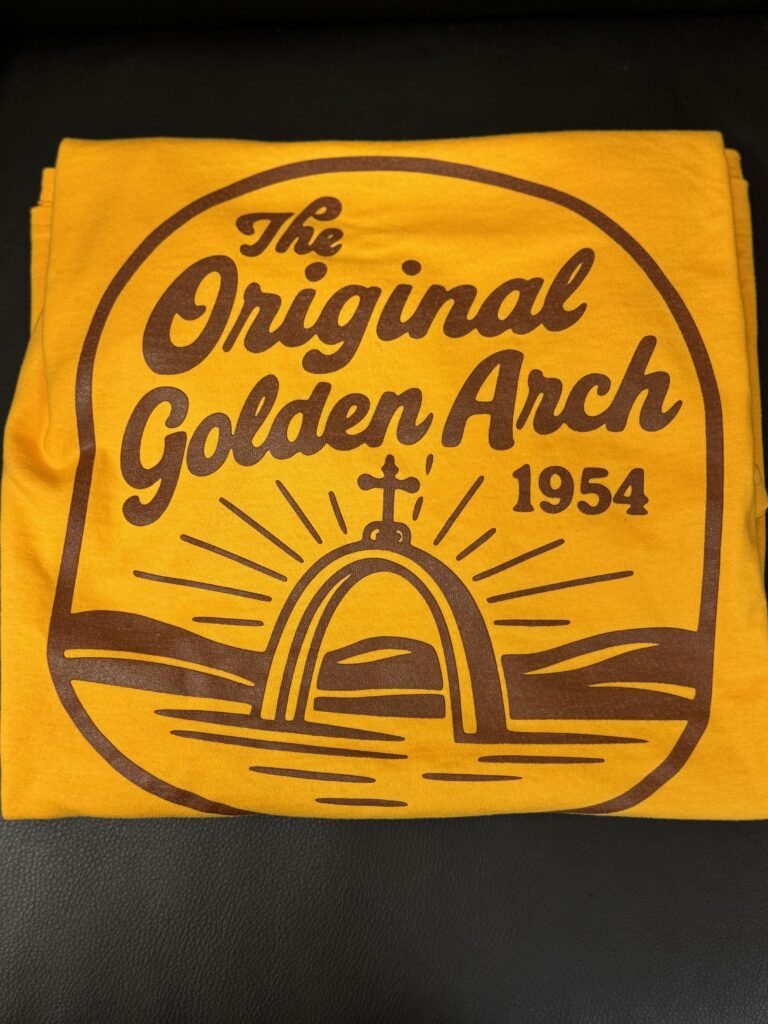 The
Original
Golden Arch
1954